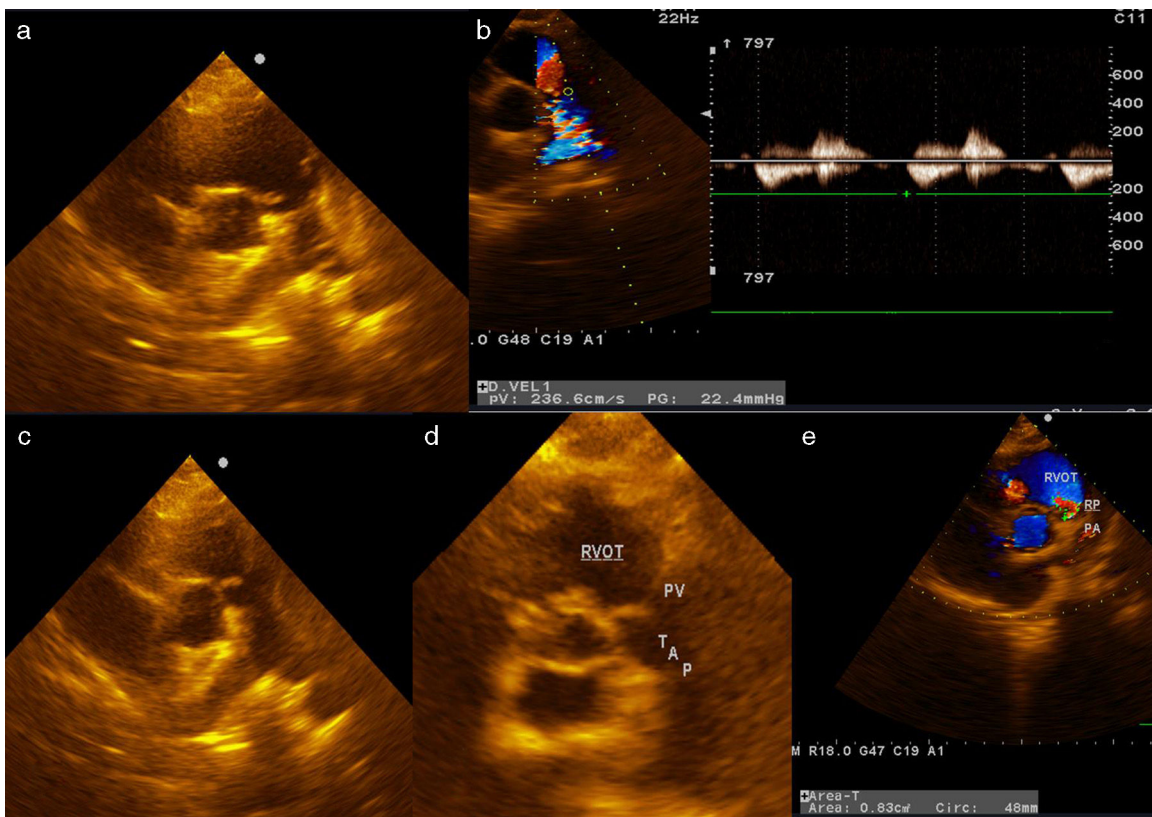 a
b
22Hz
C11
↑ 797
600
400
200
200
400
600
797
.0 G48 C19 A1
D.VEL1
pV: 236.6cm/s PG: 22.4mmHg
c
d
RVOT
PV
T
A
P
e
RVOT
RP
PA
M R18.0 G47 C19 A1
Area-T
Area: 0.83cm² Circ: 48mm